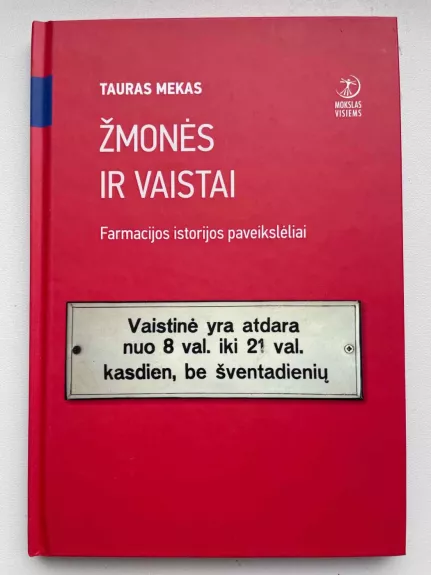 TAURAS MEKAS
MOKSLAS
VISIEMS
ŽMONĖS
IR VAISTAI
Farmacijos istorijos paveikslėliai
Vaistinė yra atdara
nuo 8 val. iki 21 val.
kasdien, be šventadienių